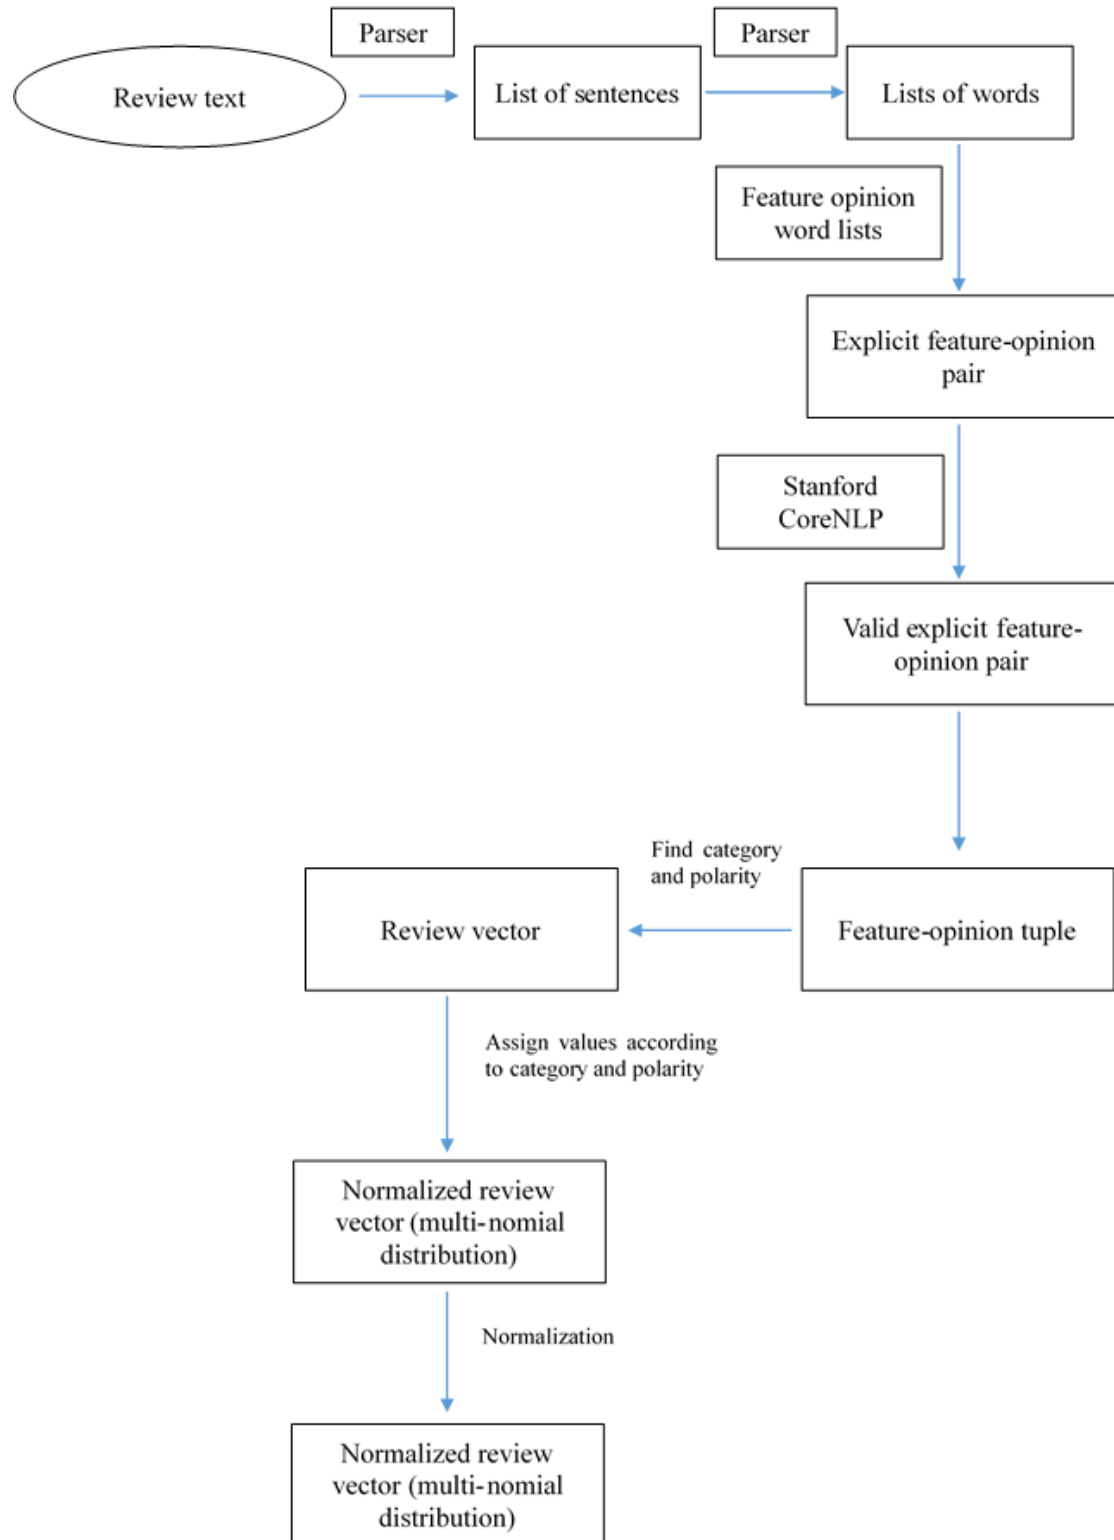 Parser
Parser
Review text
List of sentences
Lists of words
Feature opinion
word lists
Explicit feature-opinion
pair
Stanford
CoreNLP
Valid explicit feature-
opinion pair
Find category
and polarity
Review vector
Feature-opinion tuple
Assign values according
to category and polarity
Normalized review
vector (multi-nomial
distribution)
Normalization
Normalized review
vector (multi-nomial
distribution)